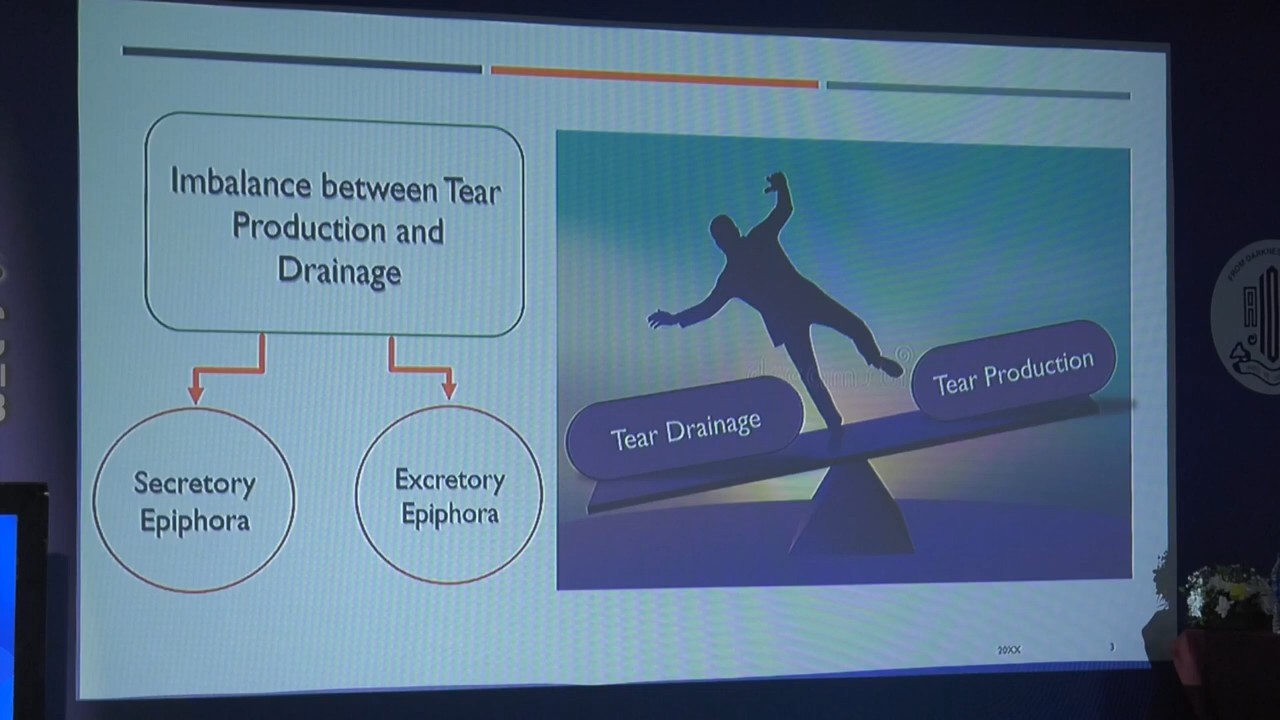 Imbalance between Tear
Production and
Drainage
Secretory
Epiphora
Excretory
Epiphora
Tear Drainage
Tear Production
20XX
3